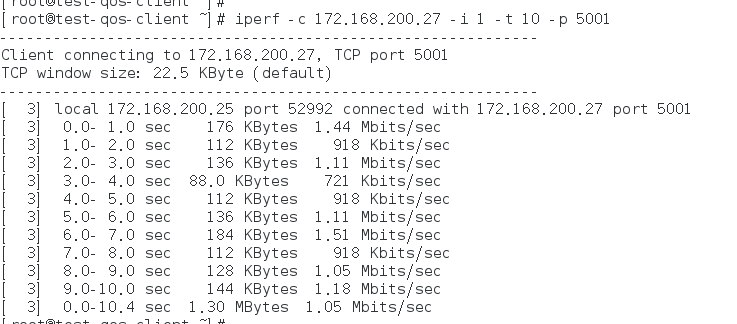 [root@test-qos-client ~]#
[root@test-qos-client ~]# iperf -c 172.168.200.27 -i 1 -t 10 -p 5001
------------------------------------------------------------
Client connecting to 172.168.200.27, TCP port 5001
TCP window size: 22.5 KByte (default)
------------------------------------------------------------
[  3] local 172.168.200.25 port 52992 connected with 172.168.200.27 port 5001
[  3]  0.0- 1.0 sec   176 KBytes  1.44 Mbits/sec
[  3]  1.0- 2.0 sec   112 KBytes   918 Kbits/sec
[  3]  2.0- 3.0 sec   136 KBytes  1.11 Mbits/sec
[  3]  3.0- 4.0 sec  88.0 KBytes   721 Kbits/sec
[  3]  4.0- 5.0 sec   112 KBytes   918 Kbits/sec
[  3]  5.0- 6.0 sec   136 KBytes  1.11 Mbits/sec
[  3]  6.0- 7.0 sec   184 KBytes  1.51 Mbits/sec
[  3]  7.0- 8.0 sec   112 KBytes   918 Kbits/sec
[  3]  8.0- 9.0 sec   128 KBytes  1.05 Mbits/sec
[  3]  9.0-10.0 sec   144 KBytes  1.18 Mbits/sec
[  3]  0.0-10.4 sec  1.30 MBytes  1.05 Mbits/sec
[root@test-qos-client ~]#